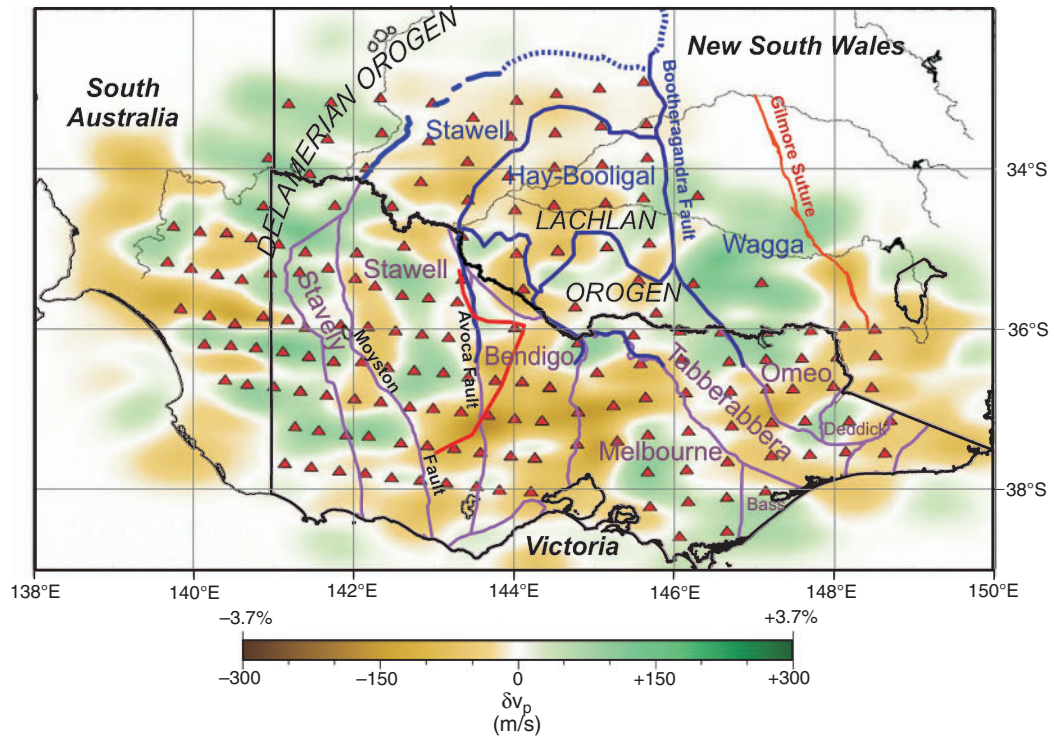 New South Wales
South
Australia
DELAMERIAN OROGEN
Bootheragandra Fault
Gilmore Suture
Stawell
34°S
Hay-Booligal
LACHLAN
Wagga
Stawell
OROGEN
Stavely
36°S
Avoca Fault
Moyston
Bendigo
Tabberabbera
Omeo
Deddick
Melbourne
Fault
38°S
Bass
Victoria
138°E
140°E
142°E
144°E
146°E
148°E
150°E
–3.7%
+3.7%
–300
–150
0
+150
+300
δvp
(m/s)